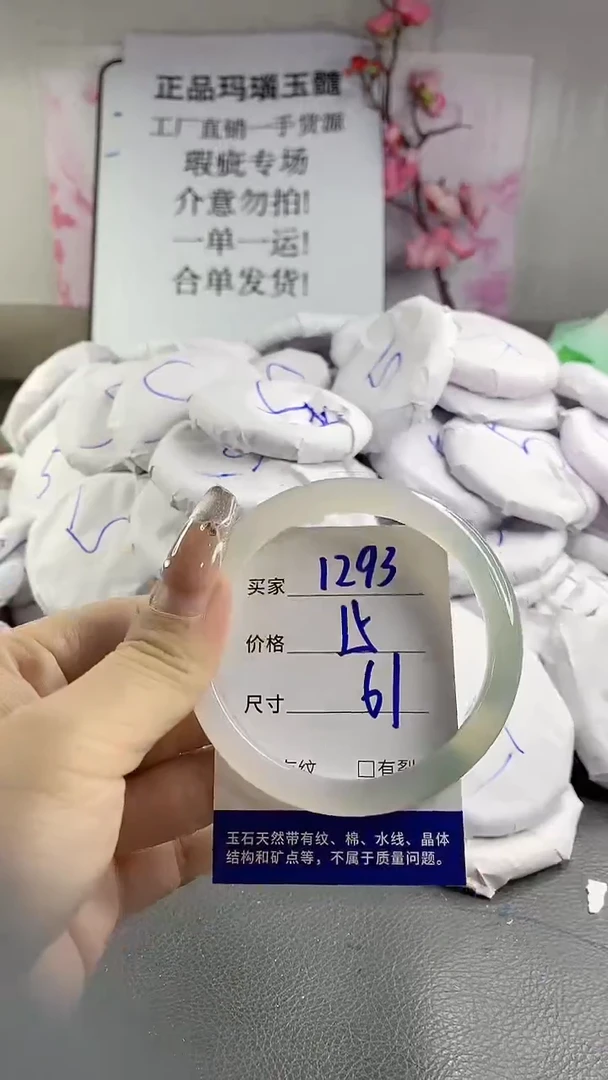 正品玛瑙玉髓
工厂直销一手货源
瑕疵专场
介意勿拍!
一单一运!
合单发货!
买家 1293
价格 15
尺寸 61
纹 □有裂
玉石天然带有纹、棉、水线、晶体
结构和矿点等，不属于质量问题。